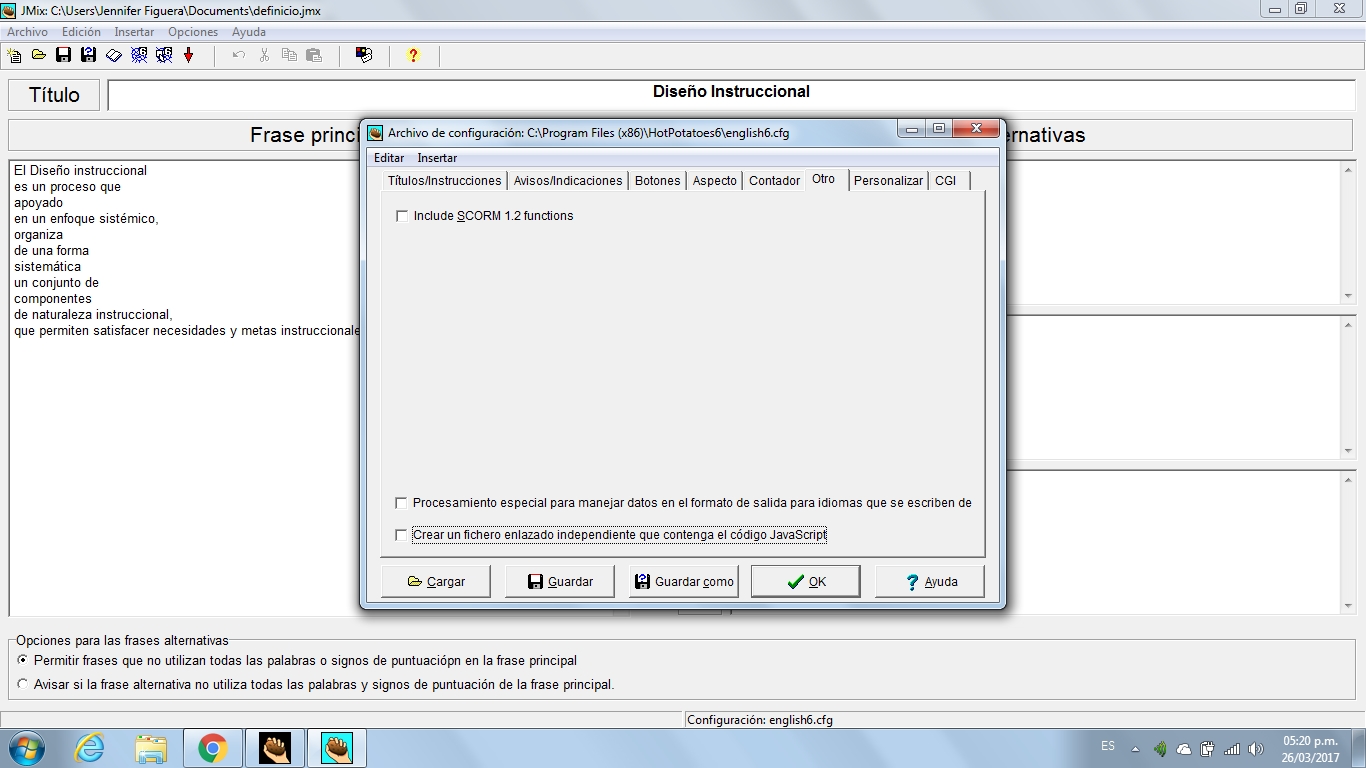 JMix: C:\Users\Jennifer Figuera\Documents\definicio.jmx
Archivo Edición Insertar Opciones Ayuda
Título
Diseño Instruccional
Frase princi
ernativas
El Diseño instruccional
es un proceso que
apoyado
en un enfoque sistémico,
organiza
de una forma
sistemática
un conjunto de
componentes
de naturaleza instruccional,
que permiten satisfacer necesidades y metas instruccionale
Archivo de configuración: C:\Program Files (x86)\HotPotatoes6\english6.cfg
Editar Insertar
Títulos/Instrucciones Avisos/Indicaciones Botones Aspecto Contador Otro Personalizar CGI
Include SCORM 1.2 functions
Procesamiento especial para manejar datos en el formato de salida para idiomas que se escriben de
Crear un fichero enlazado independiente que contenga el código JavaScript
Cargar Guardar Guardar como OK Ayuda
Opciones para las frases alternativas
Permitir frases que no utilizan todas las palabras o signos de puntuaciópn en la frase principal
Avisar si la frase alternativa no utiliza todas las palabras y signos de puntuación de la frase principal.
Configuración: english6.cfg
ES
05:20 p.m.
26/03/2017